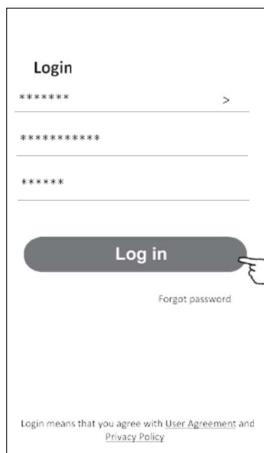 Login
******* >
***********
******
Log in
Forgot password
Login means that you agree with User Agreement and
Privacy Policy